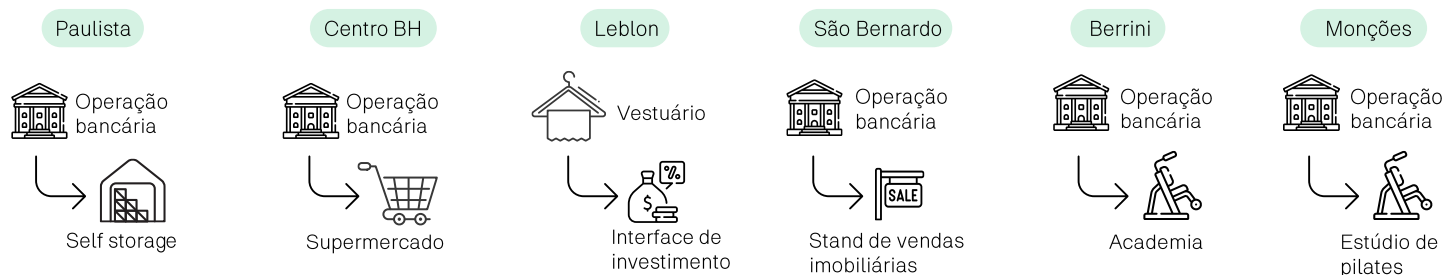 Paulista
Operação
bancária
Self storage
Centro BH
Operação
bancária
Supermercado
Leblon
Vestuário
%
$
Interface de
investimento
São Bernardo
Operação
bancária
SALE
Stand de vendas
imobiliárias
Berrini
Operação
bancária
Academia
Monções
Operação
bancária
Estúdio de
pilates